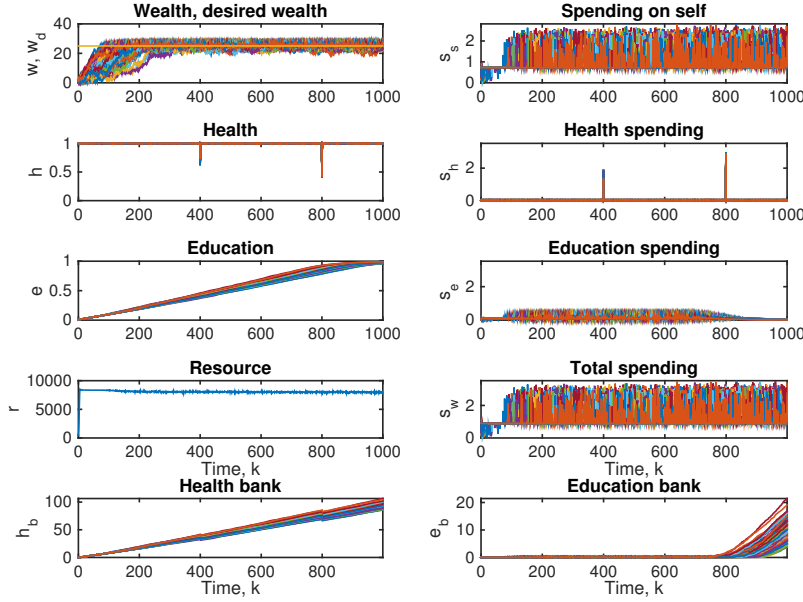 Wealth, desired wealth
w, w_d
40
20
0
0 200 400 600 800 1000
Spending on self
s_s
2
1
0
0 200 400 600 800 1000
Health
h
1
0.5
0
0 200 400 600 800 1000
Health spending
s_h
2
0
0 200 400 600 800 1000
Education
e
1
0.5
0
0 200 400 600 800 1000
Education spending
s_e
2
0
0 200 400 600 800 1000
Resource
r
10000
5000
0
0 200 400 600 800 1000
Time, k
Total spending
s_w
2
0
0 200 400 600 800 1000
Time, k
Health bank
h_b
100
50
0
0 200 400 600 800 1000
Time, k
Education bank
e_b
20
10
0
0 200 400 600 800 1000
Time, k